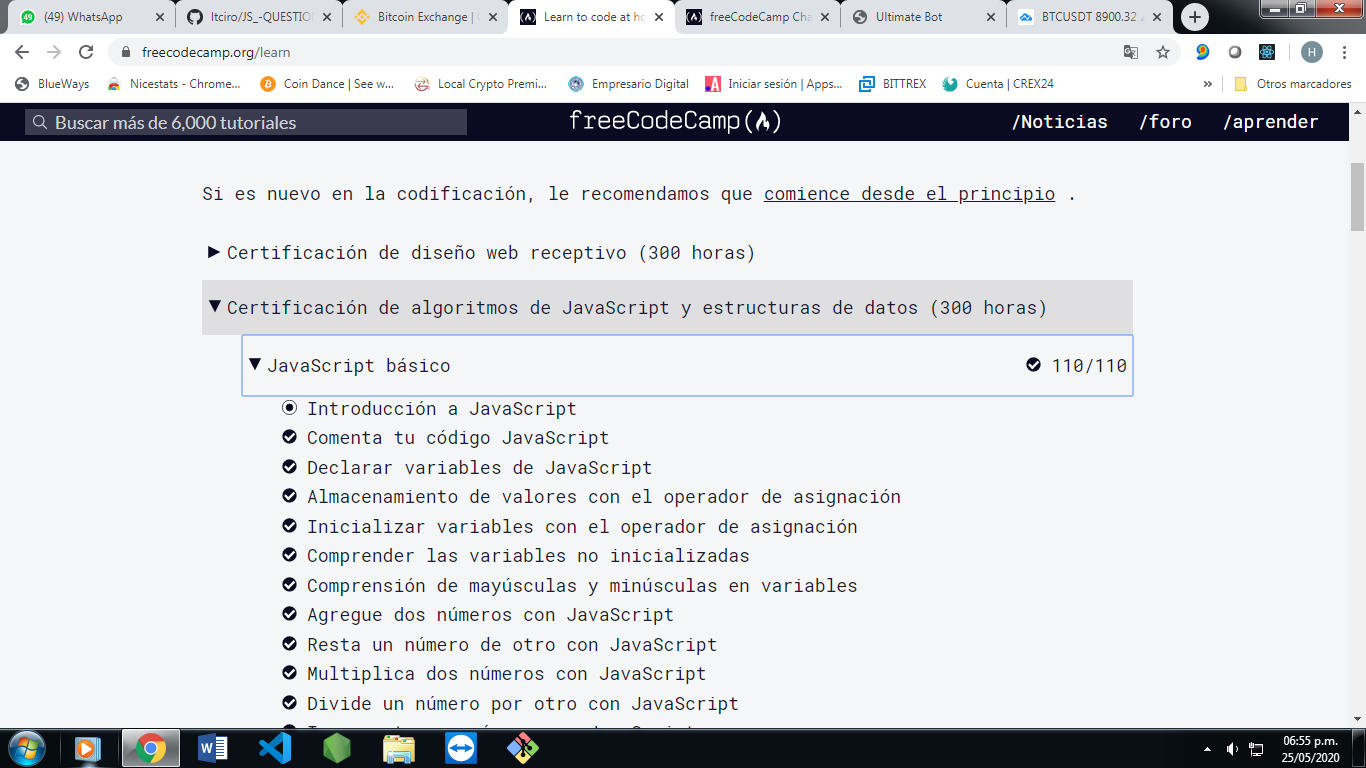 (49) WhatsApp
ltciro/JS_-QUESTION
Bitcoin Exchange |
Learn to code at ho
freeCodeCamp Cha
Ultimate Bot
BTCUSDT 8900.32
freecodecamp.org/learn
H
BlueWays
Nicestats - Chrome...
Coin Dance | See w...
Local Crypto Premi...
Empresario Digital
Iniciar sesión | Apps...
BITTREX
Cuenta | CREX24
»
Otros marcadores
Buscar más de 6,000 tutoriales
freeCodeCamp
/Noticias
/foro
/aprender
Si es nuevo en la codificación, le recomendamos que comience desde el principio .
Certificación de diseño web receptivo (300 horas)
Certificación de algoritmos de JavaScript y estructuras de datos (300 horas)
JavaScript básico 110/110
Introducción a JavaScript
Comenta tu código JavaScript
Declarar variables de JavaScript
Almacenamiento de valores con el operador de asignación
Inicializar variables con el operador de asignación
Comprender las variables no inicializadas
Comprensión de mayúsculas y minúsculas en variables
Agregue dos números con JavaScript
Resta un número de otro con JavaScript
Multiplica dos números con JavaScript
Divide un número por otro con JavaScript
06:55 p.m.
25/05/2020